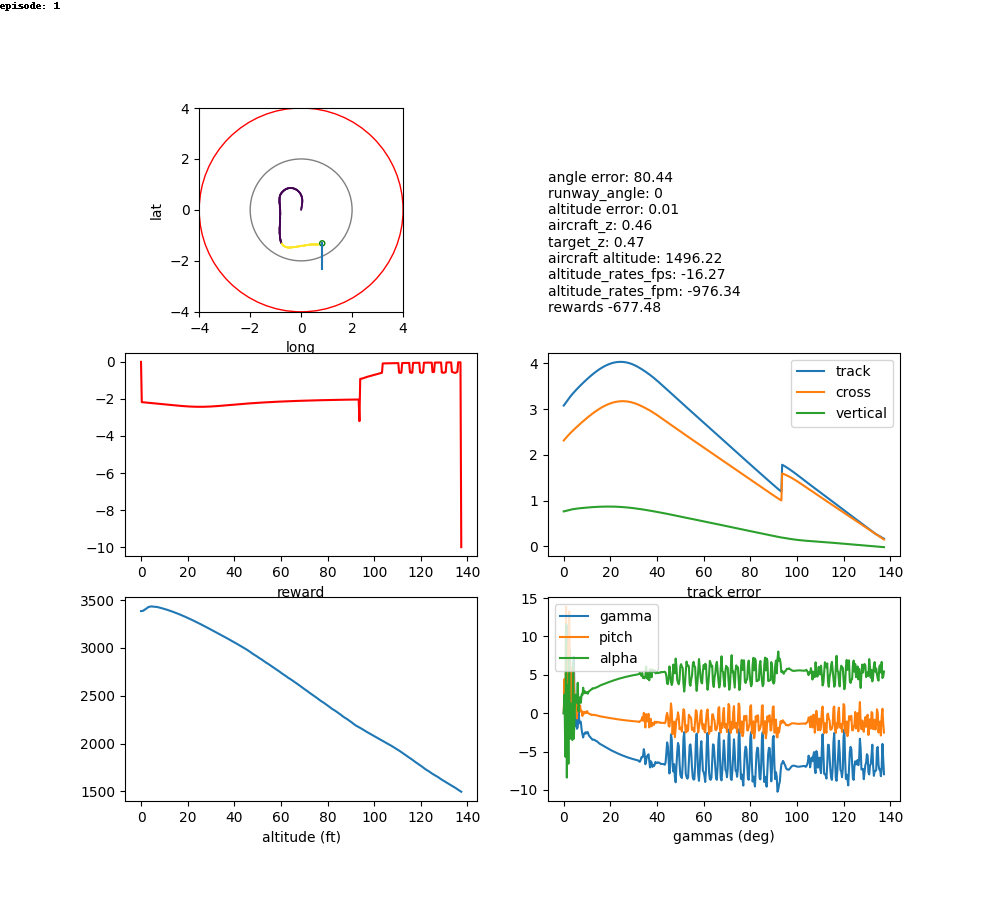 episode: 1
4
2
0
−2
−4
lat
−4 −2 0 2 4
long
angle error: 80.44
runway_angle: 0
altitude error: 0.01
aircraft_z: 0.46
target_z: 0.47
aircraft altitude: 1496.22
altitude_rates_fps: -16.27
altitude_rates_fpm: -976.34
rewards -677.48
0
−2
−4
−6
−8
−10
0 20 40 60 80 100 120 140
reward
4
3
2
1
0
track
cross
vertical
0 20 40 60 80 100 120 140
track error
3500
3000
2500
2000
1500
0 20 40 60 80 100 120 140
altitude (ft)
15
10
5
0
−5
−10
gamma
pitch
alpha
0 20 40 60 80 100 120 140
gammas (deg)